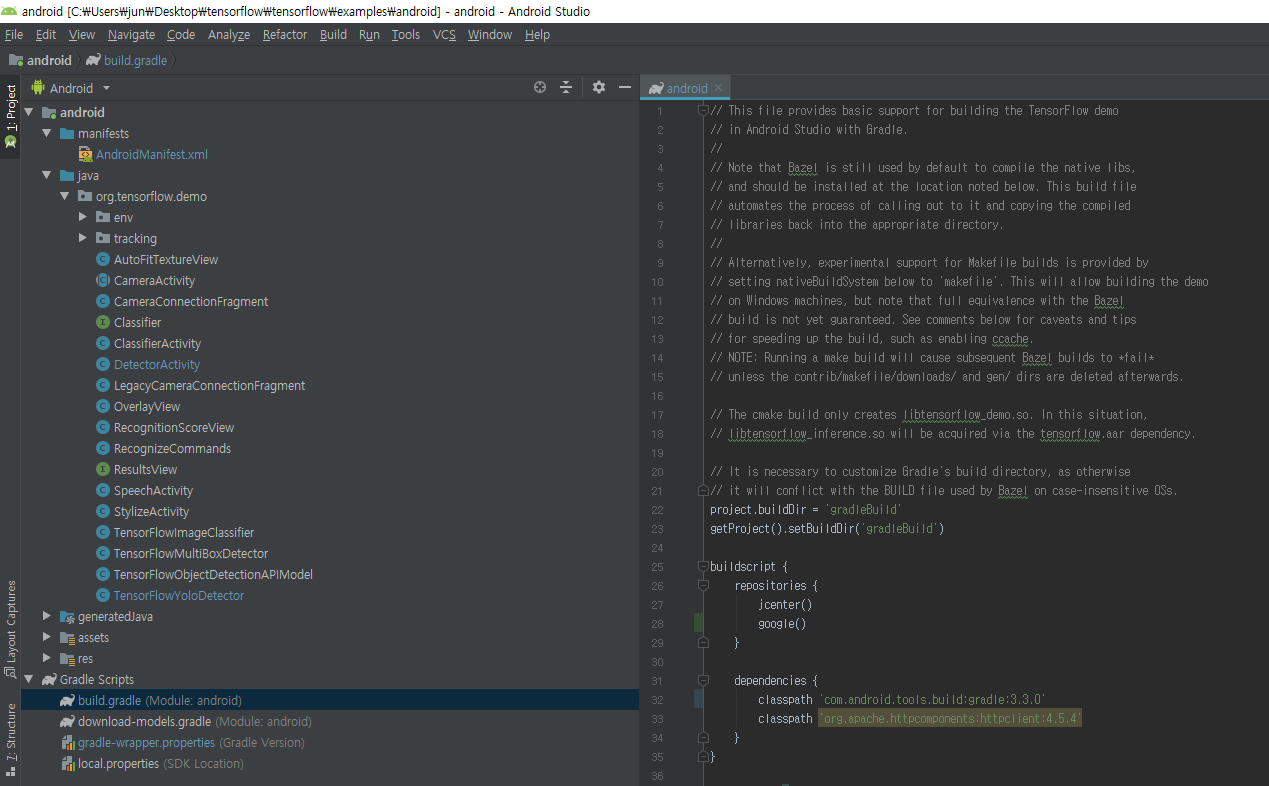 android [C:₩Users₩jun₩Desktop₩tensorflow₩tensorflow₩examples₩android] - android - Android Studio
File Edit View Navigate Code Analyze Refactor Build Run Tools VCS Window Help
android build.gradle
1: Project
Layout Captures
7: Structure
Android
android
manifests
AndroidManifest.xml
java
org.tensorflow.demo
env
tracking
AutoFitTextureView
CameraActivity
CameraConnectionFragment
Classifier
ClassifierActivity
DetectorActivity
LegacyCameraConnectionFragment
OverlayView
RecognitionScoreView
RecognizeCommands
ResultsView
SpeechActivity
StylizeActivity
TensorFlowImageClassifier
TensorFlowMultiBoxDetector
TensorFlowObjectDetectionAPIModel
TensorFlowYoloDetector
generatedJava
assets
res
Gradle Scripts
build.gradle (Module: android)
download-models.gradle (Module: android)
gradle-wrapper.properties (Gradle Version)
local.properties (SDK Location)
android
1 // This file provides basic support for building the TensorFlow demo
2 // in Android Studio with Gradle.
3 //
4 // Note that Bazel is still used by default to compile the native libs,
5 // and should be installed at the location noted below. This build file
6 // automates the process of calling out to it and copying the compiled
7 // libraries back into the appropriate directory.
8 //
9 // Alternatively, experimental support for Makefile builds is provided by
10 // setting nativeBuildSystem below to 'makefile'. This will allow building the demo
11 // on Windows machines, but note that full equivalence with the Bazel
12 // build is not yet guaranteed. See comments below for caveats and tips
13 // for speeding up the build, such as enabling ccache.
14 // NOTE: Running a make build will cause subsequent Bazel builds to *fail*
15 // unless the contrib/makefile/downloads/ and gen/ dirs are deleted afterwards.
16
17 // The cmake build only creates libtensorflow_demo.so. In this situation,
18 // libtensorflow_inference.so will be acquired via the tensorflow.aar dependency.
19
20 // It is necessary to customize Gradle's build directory, as otherwise
21 // it will conflict with the BUILD file used by Bazel on case-insensitive OSs.
22 project.buildDir = 'gradleBuild'
23 getProject().setBuildDir('gradleBuild')
24
25 buildscript {
26 repositories {
27 jcenter()
28 google()
29 }
30
31 dependencies {
32 classpath 'com.android.tools.build:gradle:3.3.0'
33 classpath 'org.apache.httpcomponents:httpclient:4.5.4'
34 }
35 }
36